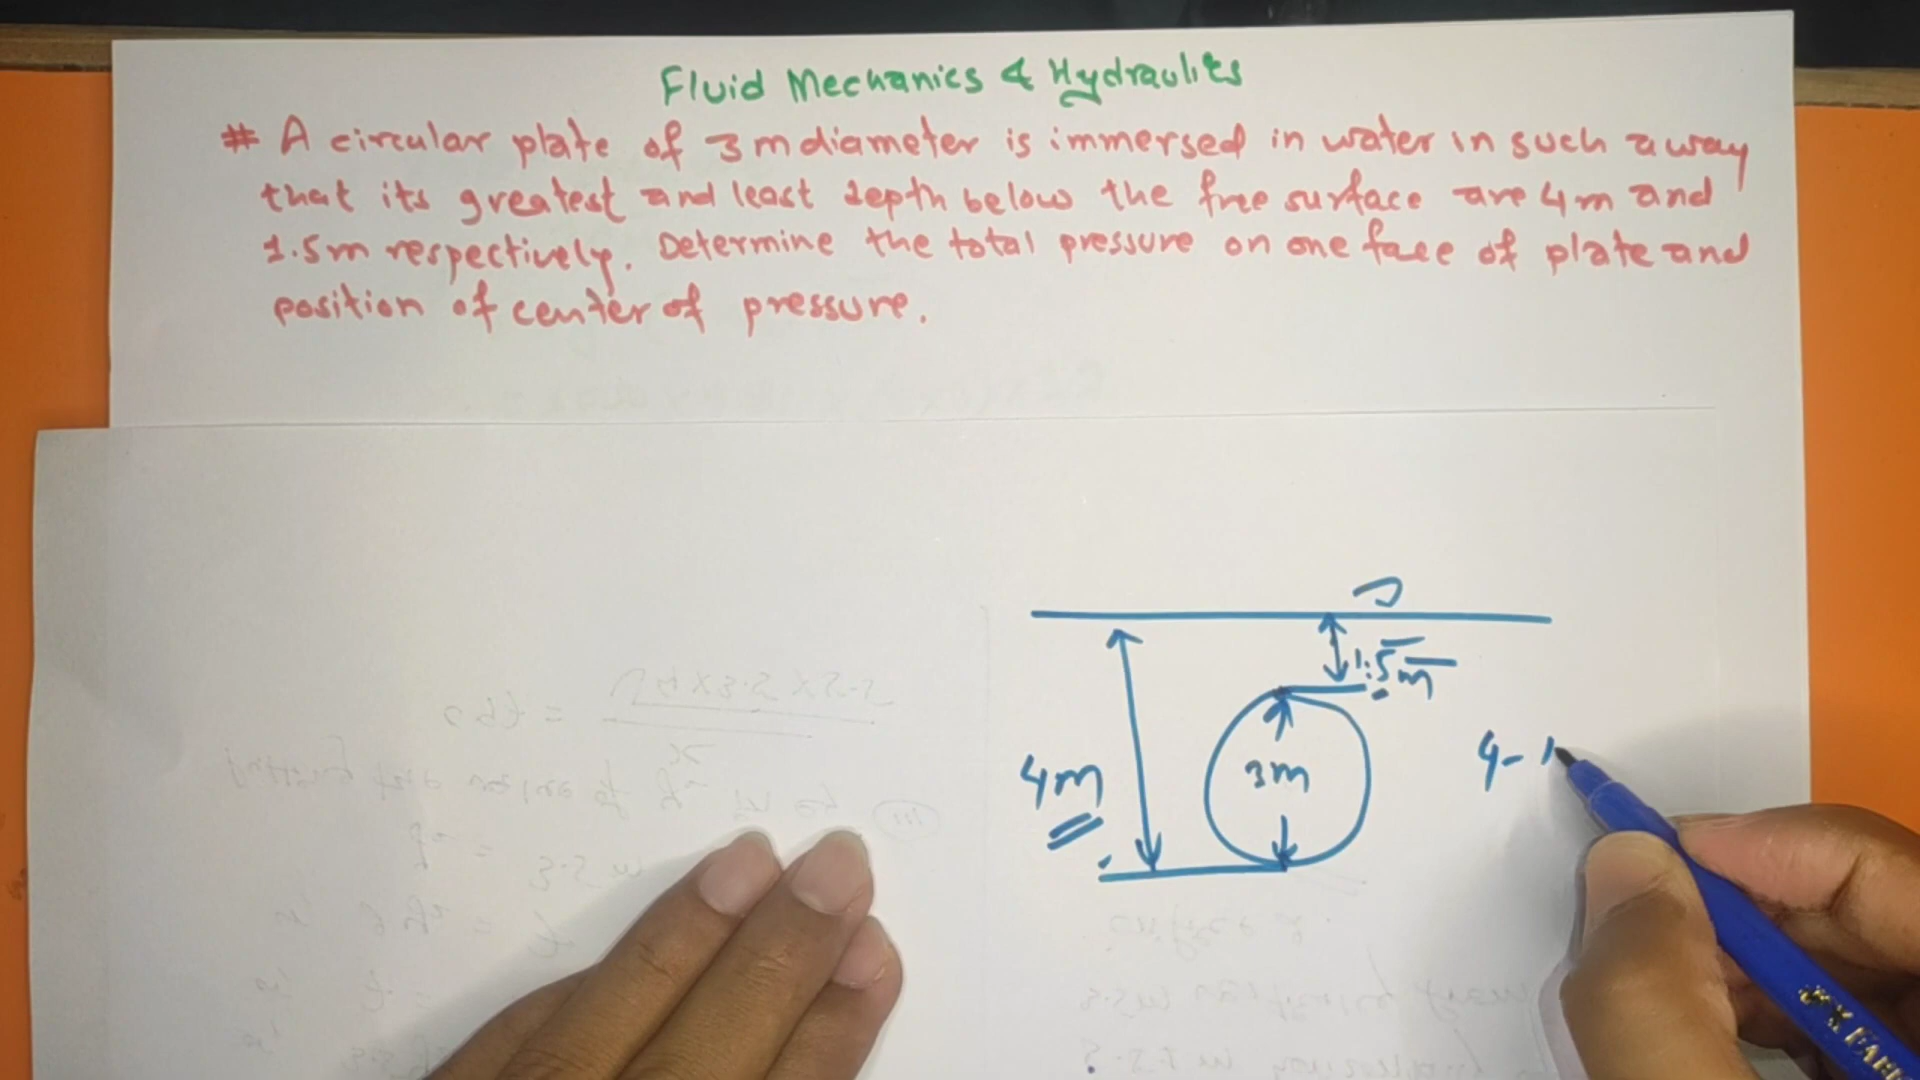 Fluid Mechanics & Hydraulics
# A circular plate of 3m diameter is immersed in water in such a way
that its greatest and least depth below the free surface are 4m and
1.5m respectively. Determine the total pressure on one face of plate and
position of center of pressure.
1.5m
4m
3m
4-1